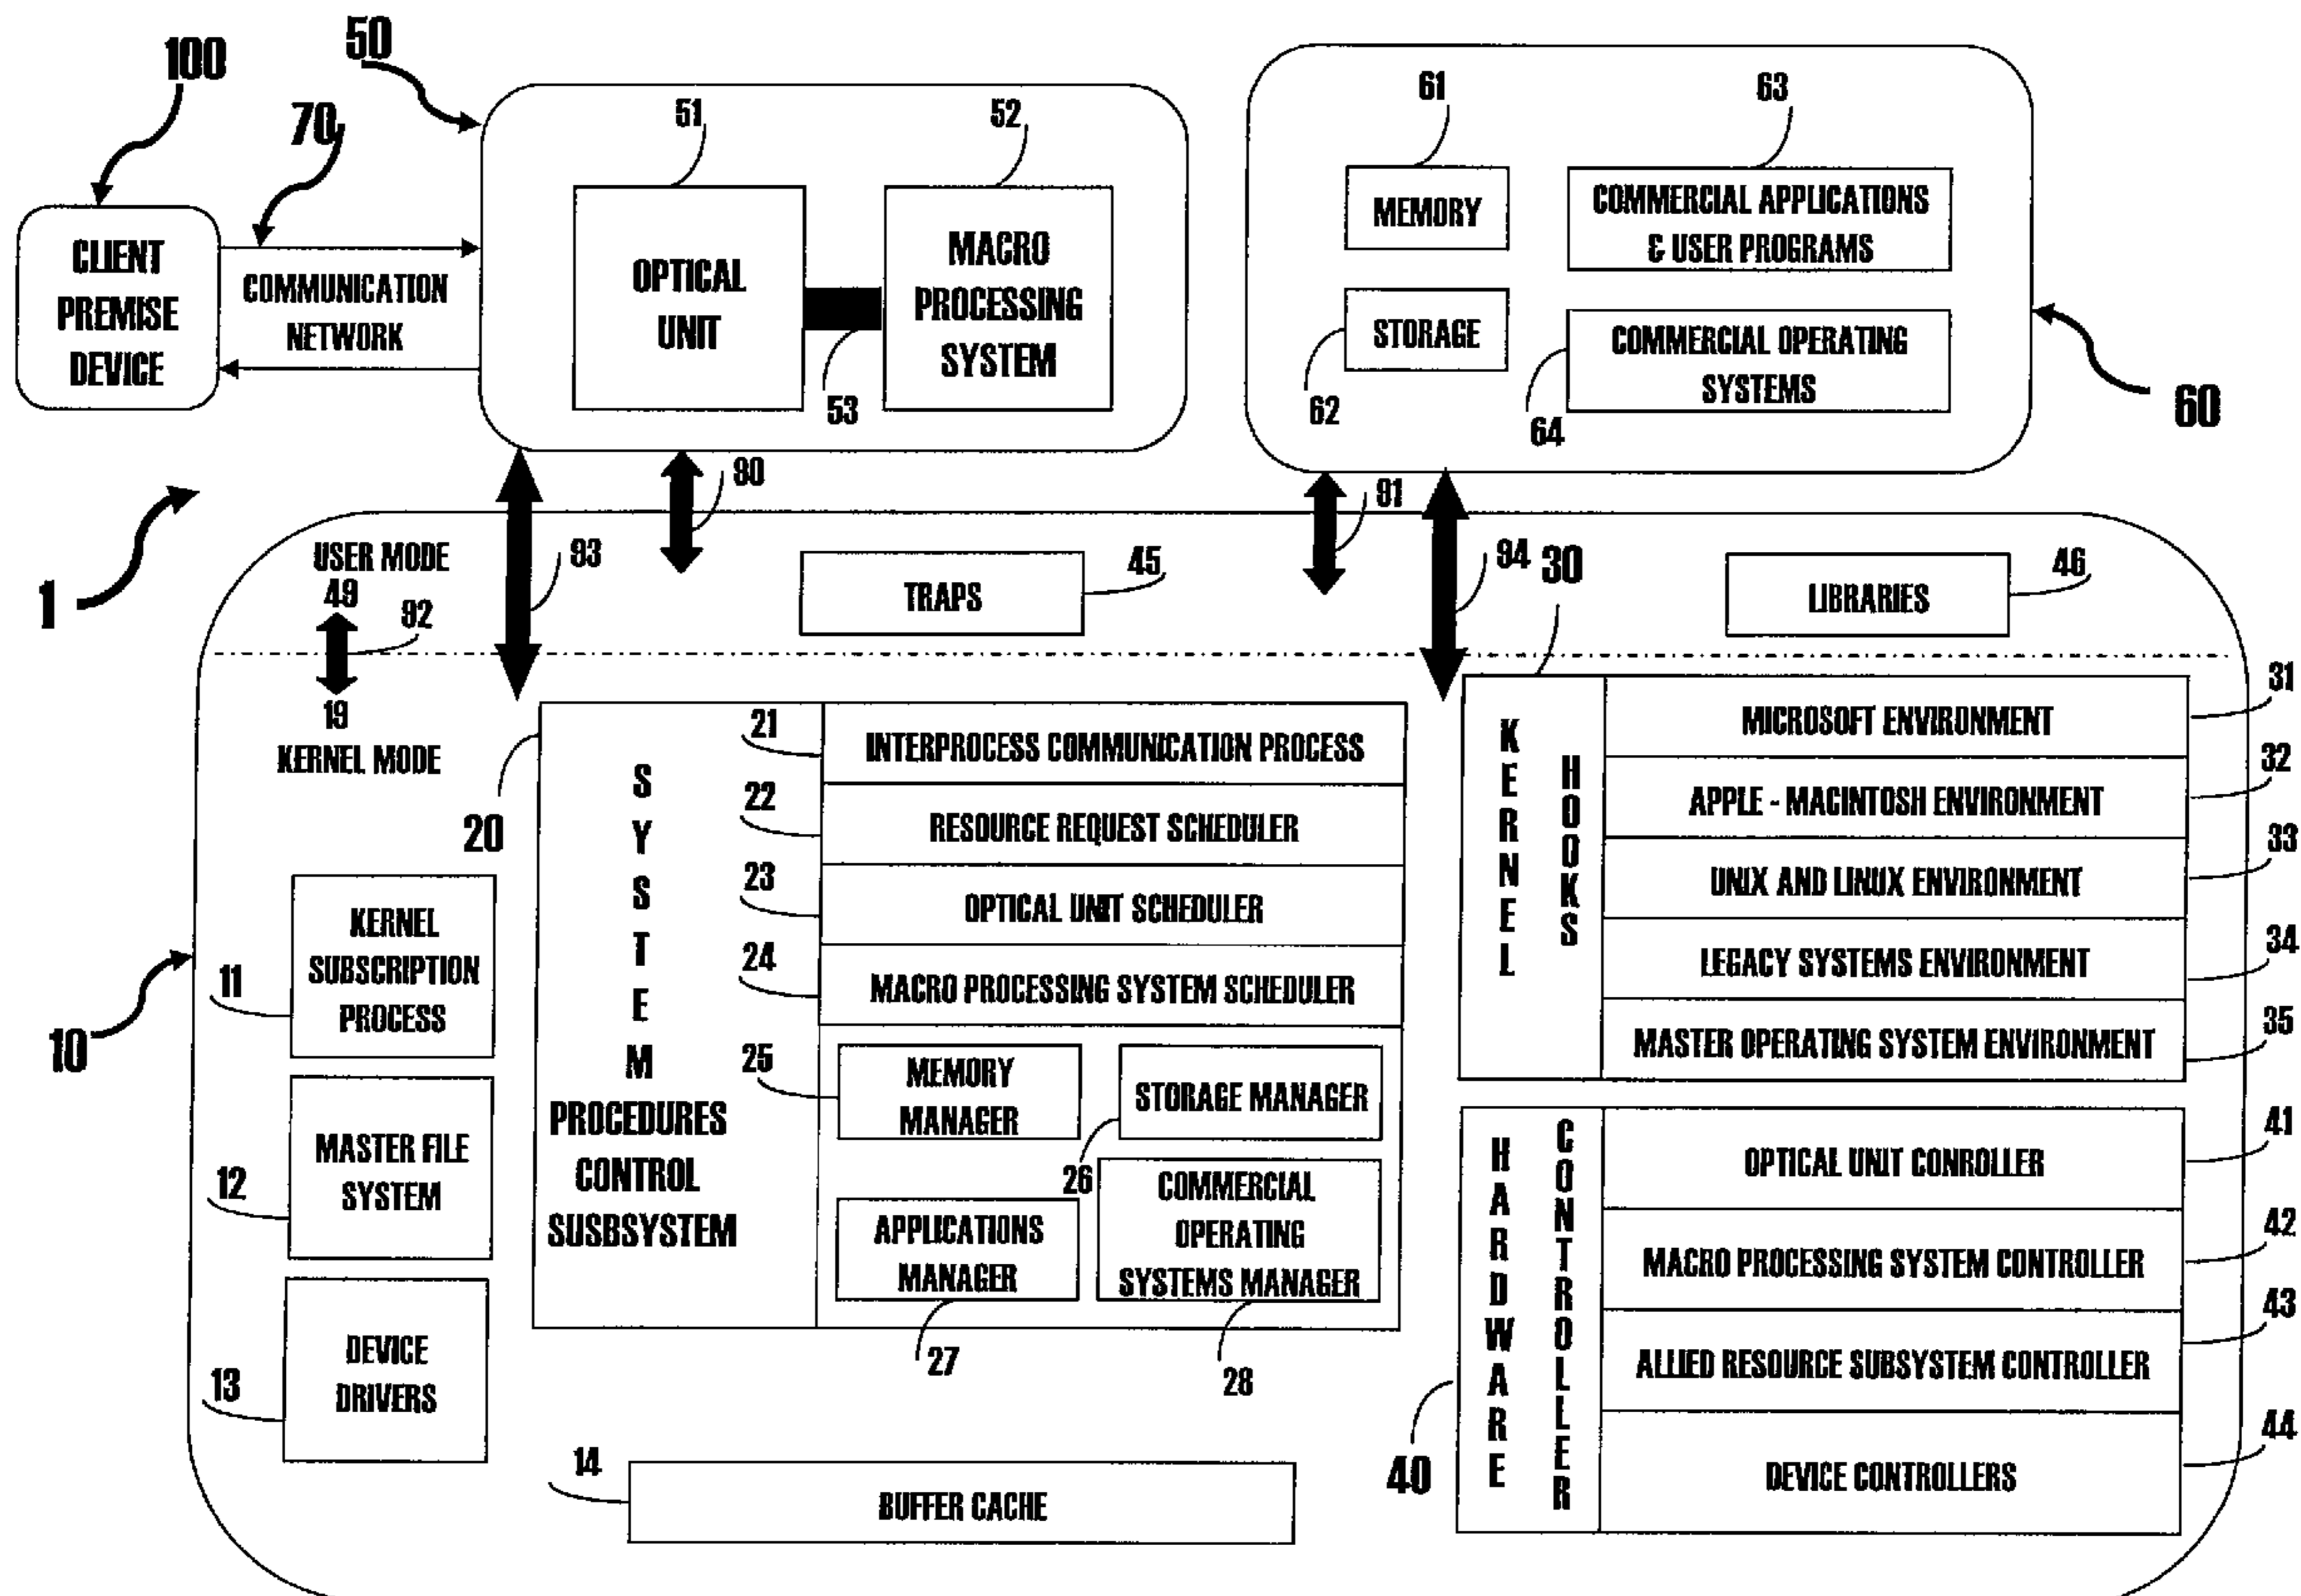 100
50
70
51
52
61
63
CLIENT
PREMISE
DEVICE
COMMUNICATION
NETWORK
OPTICAL
UNIT
MACRO
PROCESSING
SYSTEM
53
MEMORY
STORAGE
62
COMMERCIAL APPLICATIONS
& USER PROGRAMS
COMMERCIAL OPERATING
SYSTEMS
64
60
1
93
90
91
94
USER MODE
49
92
19
KERNEL MODE
TRAPS
45
LIBRARIES
46
10
KERNEL
SUBSCRIPTION
PROCESS
11
MASTER FILE
SYSTEM
12
DEVICE
DRIVERS
13
20
SYSTEM
PROCEDURES
CONTROL
SUSBSYSTEM
21
INTERPROCESS COMMUNICATION PROCESS
22
RESOURCE REQUEST SCHEDULER
23
OPTICAL UNIT SCHEDULER
24
MACRO PROCESSING SYSTEM SCHEDULER
25
MEMORY
MANAGER
STORAGE MANAGER
26
APPLICATIONS
MANAGER
27
COMMERCIAL
OPERATING
SYSTEMS MANAGER
28
14
BUFFER CACHE
30
KERNEL
HOOKS
MICROSOFT ENVIRONMENT
31
APPLE - MACINTOSH ENVIRONMENT
32
UNIX AND LINUX ENVIRONMENT
33
LEGACY SYSTEMS ENVIRONMENT
34
MASTER OPERATING SYSTEM ENVIRONMENT
35
40
HARDWARE
CONTROLLER
OPTICAL UNIT CONROLLER
41
MACRO PROCESSING SYSTEM CONTROLLER
42
ALLIED RESOURCE SUBSYSTEM CONTROLLER
43
DEVICE CONTROLLERS
44